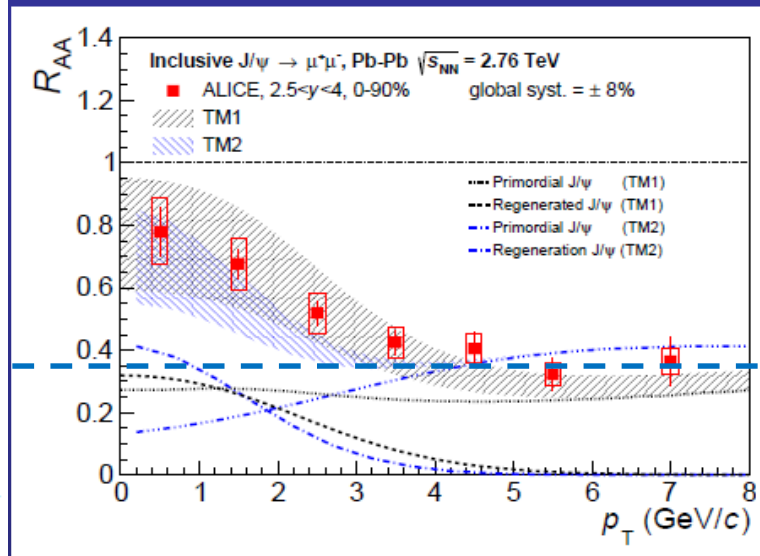 R_AA
1.4
1.2
1
0.8
0.6
0.4
0.2
0
Inclusive J/ψ → μ⁺μ⁻, Pb-Pb √s_NN = 2.76 TeV
ALICE, 2.5<y<4, 0-90% global syst. = ± 8%
TM1
TM2
Primordial J/ψ (TM1)
Regenerated J/ψ (TM1)
Primordial J/ψ (TM2)
Regeneration J/ψ (TM2)
0 1 2 3 4 5 6 7 8
p_T (GeV/c)